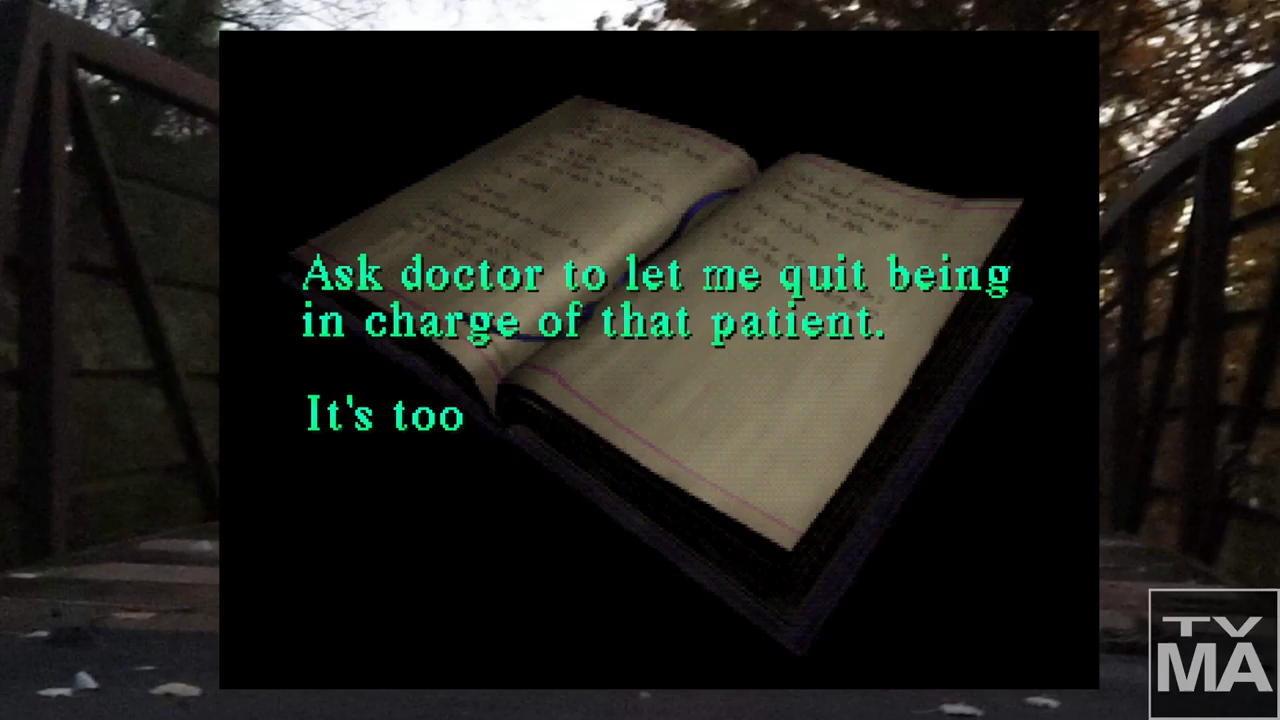 Ask doctor to let me quit being
in charge of that patient.
It's too
TV
MA